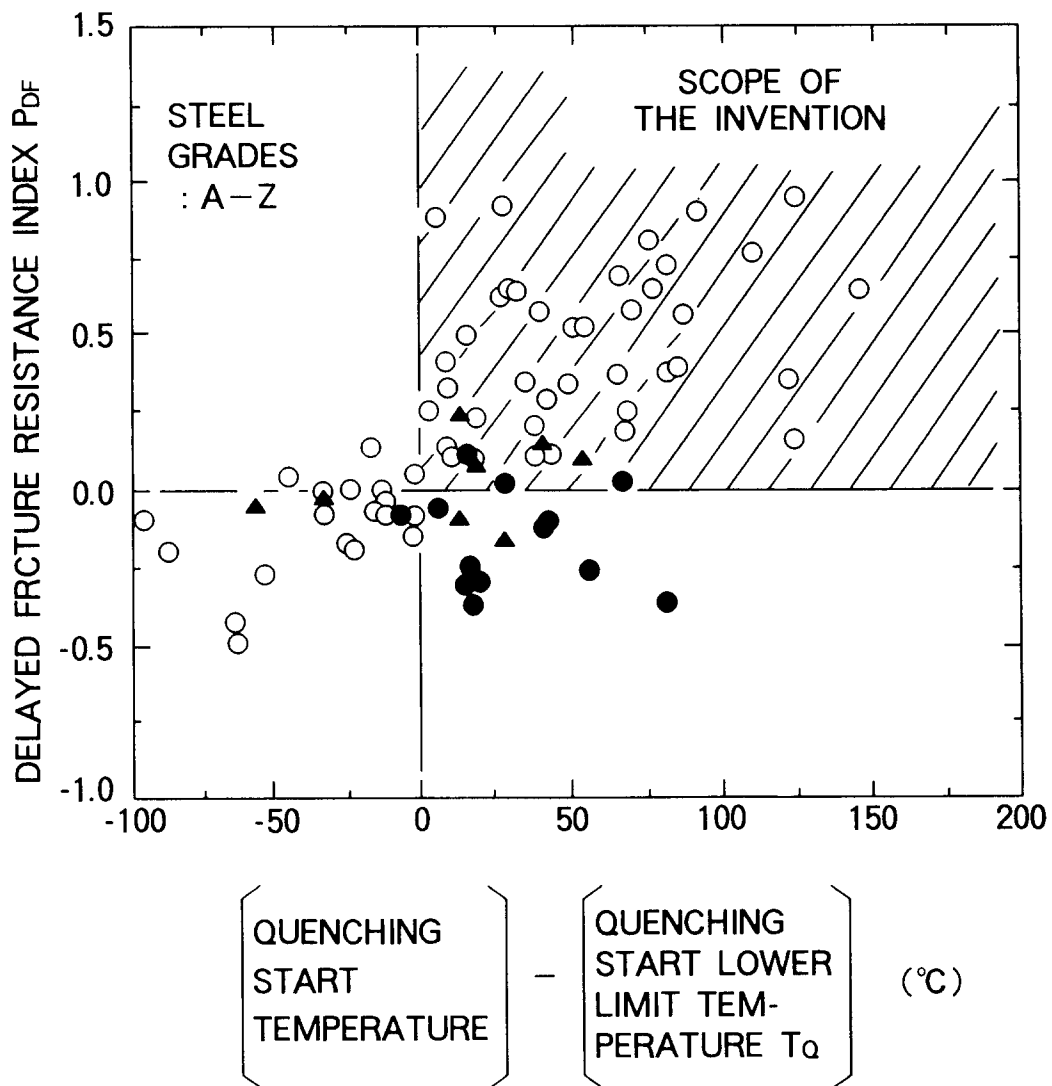 DELAYED FRCTURE RESISTANCE INDEX PDF
1.5
1.0
0.5
0.0
-0.5
-1.0
STEEL
GRADES
: A-Z
SCOPE OF
THE INVENTION
-100 -50 0 50 100 150 200
QUENCHING
START
TEMPERATURE
-
QUENCHING
START LOWER
LIMIT TEM-
PERATURE TQ
(°C)